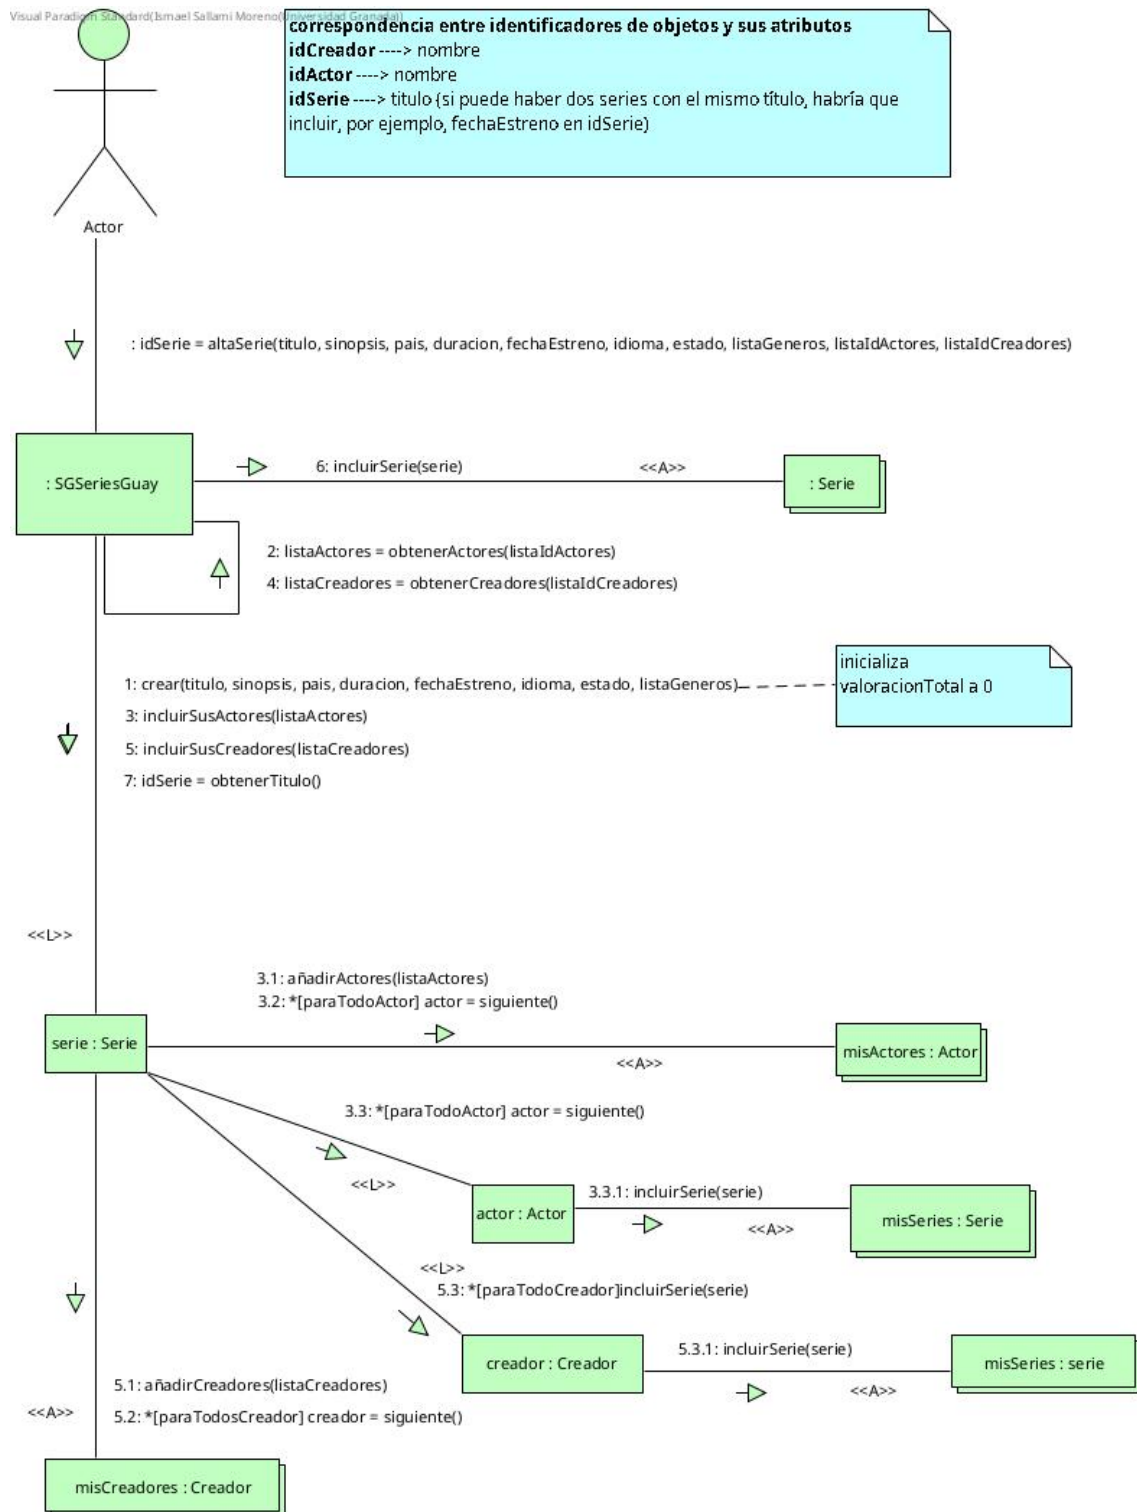 Visual Paradigm Standard(Ismael Sallami Moreno(Universidad Granada))
correspondencia entre identificadores de objetos y sus atributos
idCreador ----> nombre
idActor ----> nombre
idSerie ----> titulo (si puede haber dos series con el mismo título, habría que
incluir, por ejemplo, fechaEstreno en idSerie)
Actor
: idSerie = altaSerie(titulo, sinopsis, pais, duracion, fechaEstreno, idioma, estado, listaGeneros, listaIdActores, listaIdCreadores)
: SGSeriesGuay
6: incluirSerie(serie)
<<A>>
: Serie
2: listaActores = obtenerActores(listaIdActores)
4: listaCreadores = obtenerCreadores(listaIdCreadores)
inicializa
valoracionTotal a 0
1: crear(titulo, sinopsis, pais, duracion, fechaEstreno, idioma, estado, listaGeneros)
3: incluirSusActores(listaActores)
5: incluirSusCreadores(listaCreadores)
7: idSerie = obtenerTitulo()
<<L>>
3.1: añadirActores(listaActores)
3.2: *[paraTodoActor] actor = siguiente()
serie : Serie
misActores : Actor
<<A>>
3.3: *[paraTodoActor] actor = siguiente()
<<L>>
actor : Actor
3.3.1: incluirSerie(serie)
<<A>>
misSeries : Serie
<<L>>
5.3: *[paraTodoCreador]incluirSerie(serie)
creador : Creador
5.3.1: incluirSerie(serie)
<<A>>
misSeries : serie
5.1: añadirCreadores(listaCreadores)
<<A>>
5.2: *[paraTodosCreador] creador = siguiente()
misCreadores : Creador